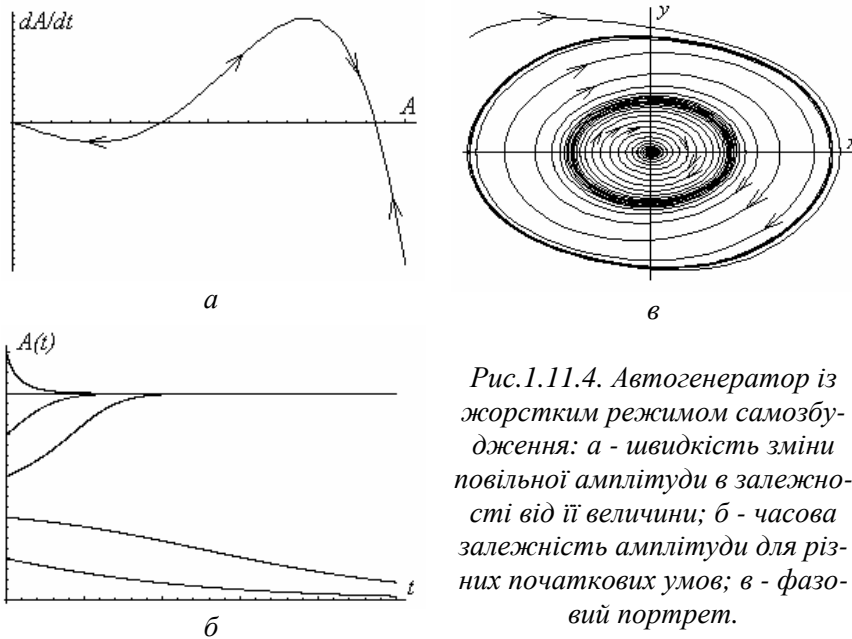 dA/dt
A
а
y
x
в
A(t)
t
б
Рис.1.11.4. Автогенератор із
жорстким режимом самозбу-
дження: а - швидкість зміни
повільної амплітуди в залежно-
сті від її величини; б - часова
залежність амплітуди для різ-
них початкових умов; в - фазо-
вий портрет.